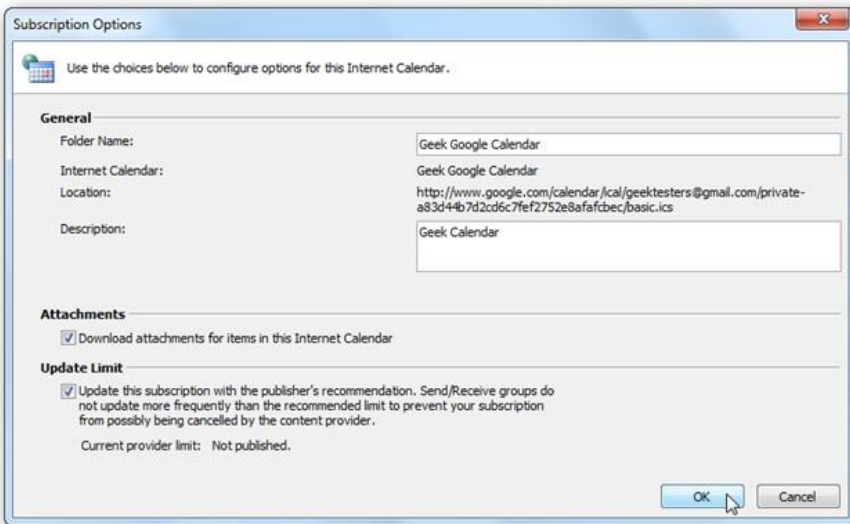 Subscription Options
Use the choices below to configure options for this Internet Calendar.
General
Folder Name: Geek Google Calendar
Internet Calendar: Geek Google Calendar
Location: http://www.google.com/calendar/ical/geektesters@gmail.com/private-
a83d44b7d2cd6c7fef2752e8afafcbec/basic.ics
Description: Geek Calendar
Attachments
Download attachments for items in this Internet Calendar
Update Limit
Update this subscription with the publisher's recommendation. Send/Receive groups do
not update more frequently than the recommended limit to prevent your subscription
from possibly being cancelled by the content provider.
Current provider limit: Not published.
OK Cancel